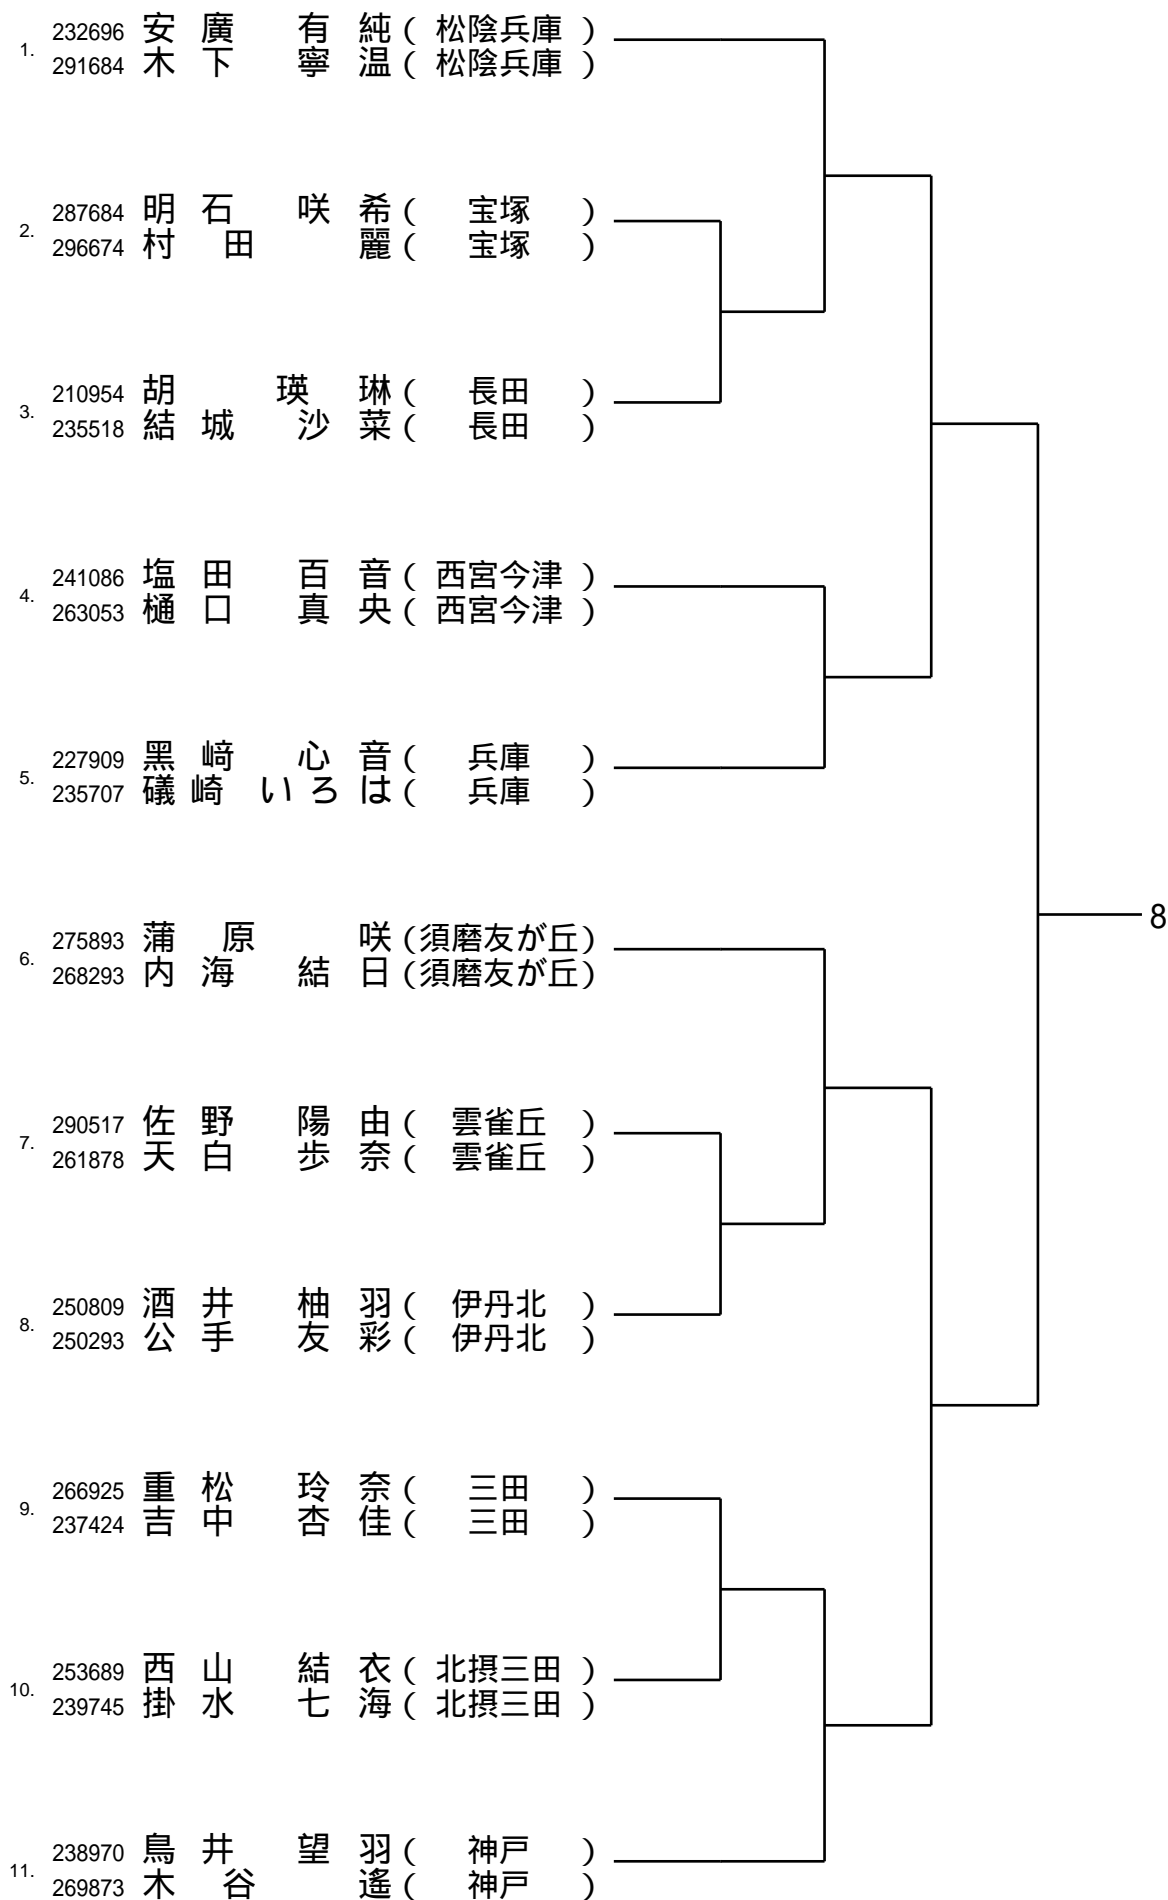 1. 232696 安廣 有純 ( 松陰兵庫 )
291684 木下 寧温 ( 松陰兵庫 )
2. 287684 明石 咲希 ( 宝塚 )
296674 村田 麗 ( 宝塚 )
3. 210954 胡 瑛琳 ( 長田 )
235518 結城 沙菜 ( 長田 )
4. 241086 塩田 百音 ( 西宮今津 )
263053 樋口 真央 ( 西宮今津 )
5. 227909 黑﨑 心音 ( 兵庫 )
235707 礒崎 いろは ( 兵庫 )
8
6. 275893 蒲原 咲 (須磨友が丘)
268293 内海 結日 (須磨友が丘)
7. 290517 佐野 陽由 ( 雲雀丘 )
261878 天白 歩奈 ( 雲雀丘 )
8. 250809 酒井 柚羽 ( 伊丹北 )
250293 公手 友彩 ( 伊丹北 )
9. 266925 重松 玲奈 ( 三田 )
237424 吉中 杏佳 ( 三田 )
10. 253689 西山 結衣 ( 北摂三田 )
239745 掛水 七海 ( 北摂三田 )
11. 238970 鳥井 望羽 ( 神戸 )
269873 木谷 遙 ( 神戸 )